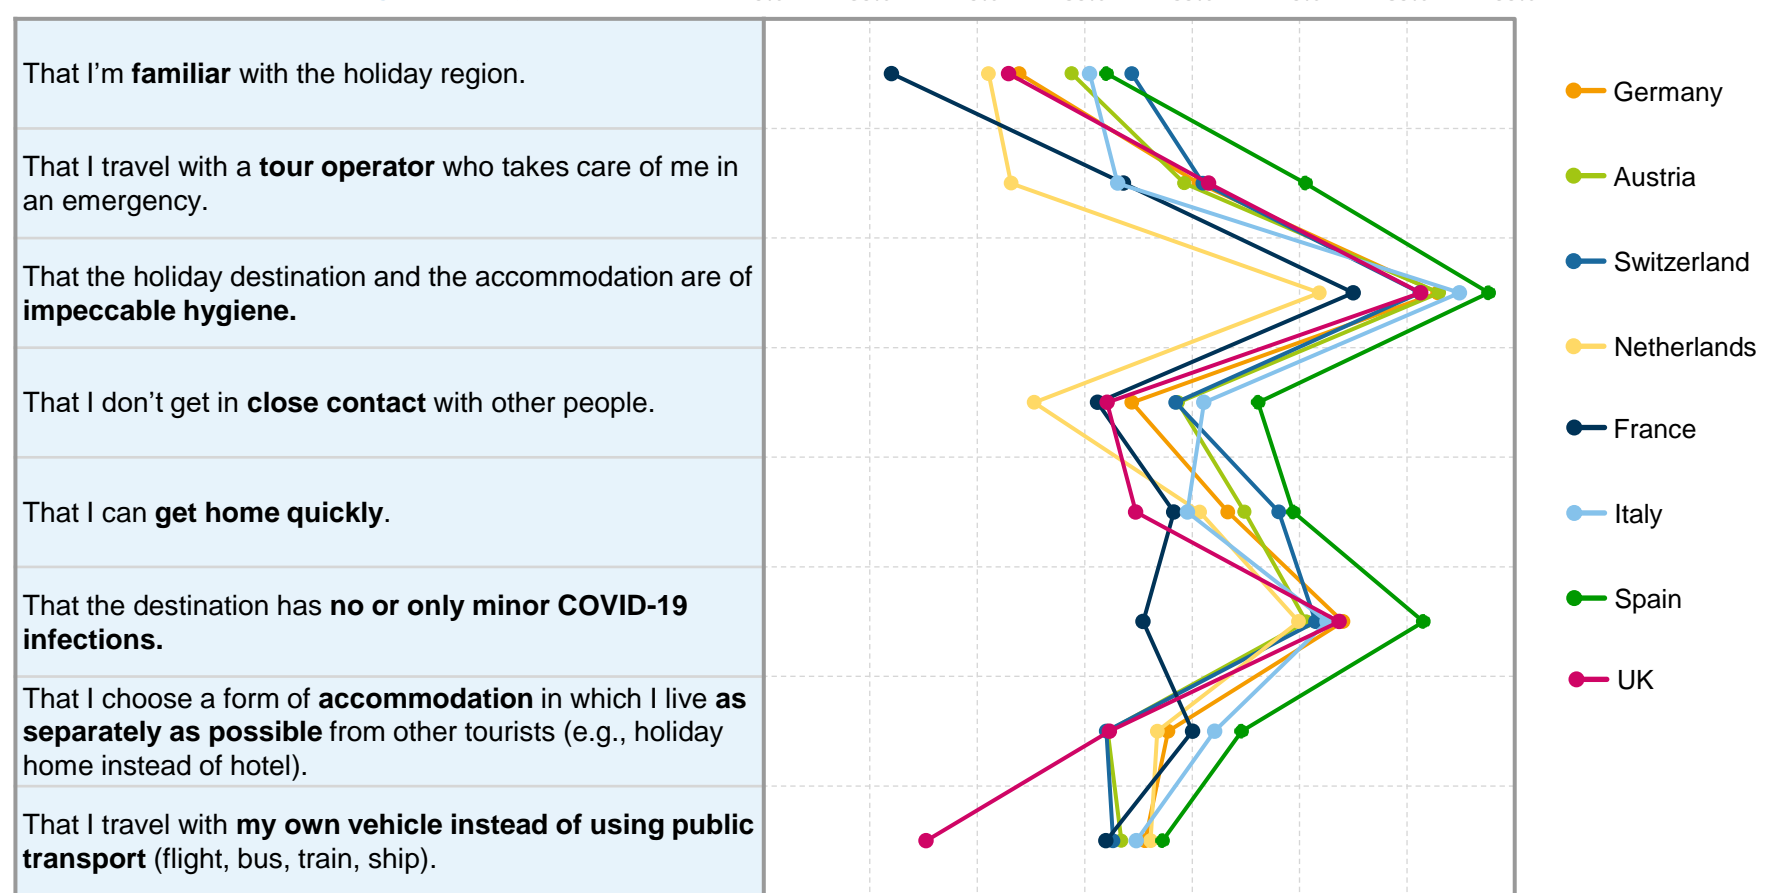 That I’m familiar with the holiday region.
That I travel with a tour operator who takes care of me in
an emergency.
That the holiday destination and the accommodation are of
impeccable hygiene.
That I don’t get in close contact with other people.
That I can get home quickly.
That the destination has no or only minor COVID-19
infections.
That I choose a form of accommodation in which I live as
separately as possible from other tourists (e.g., holiday
home instead of hotel).
That I travel with my own vehicle instead of using public
transport (flight, bus, train, ship).
Germany
Austria
Switzerland
Netherlands
France
Italy
Spain
UK